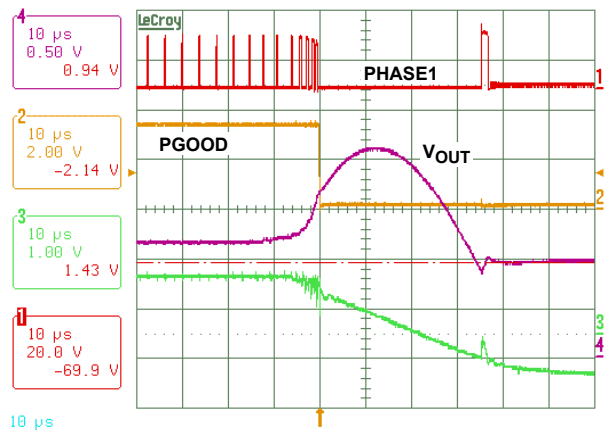 LeCroy
4
10 µs
0.50 V
0.94 V
PHASE1
1
2
10 µs
2.00 V
-2.14 V
PGOOD
VOUT
2
3
10 µs
1.00 V
1.43 V
3
4
1
10 µs
20.0 V
-69.9 V
10 µs